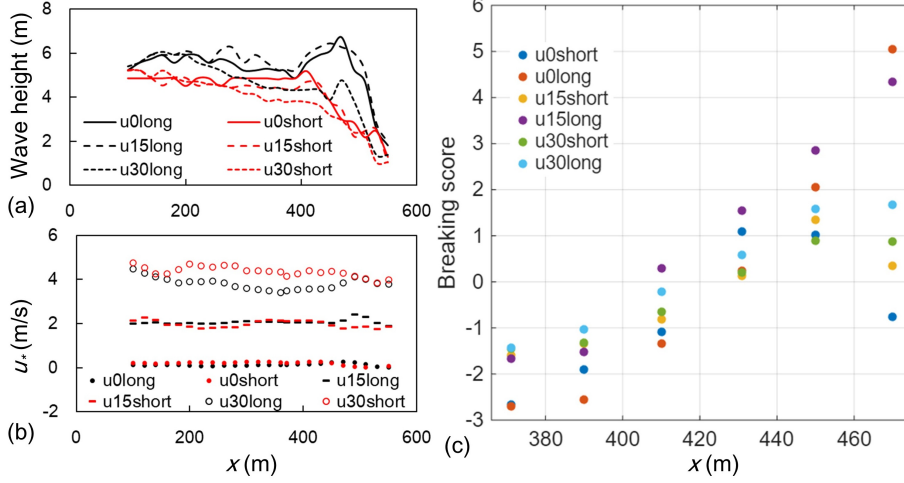 Wave height (m)
8
6
4
2
0
u0long
u0short
u15long
u15short
u30long
u30short
(a)
0
200
400
600
u* (m/s)
6
4
2
0
-2
u0long
u0short
u15long
u15short
u30long
u30short
(b)
0
200
400
600
x (m)
Breaking score
6
5
4
3
2
1
0
-1
-2
-3
u0short
u0long
u15short
u15long
u30short
u30long
(c)
380
400
420
440
460
x (m)